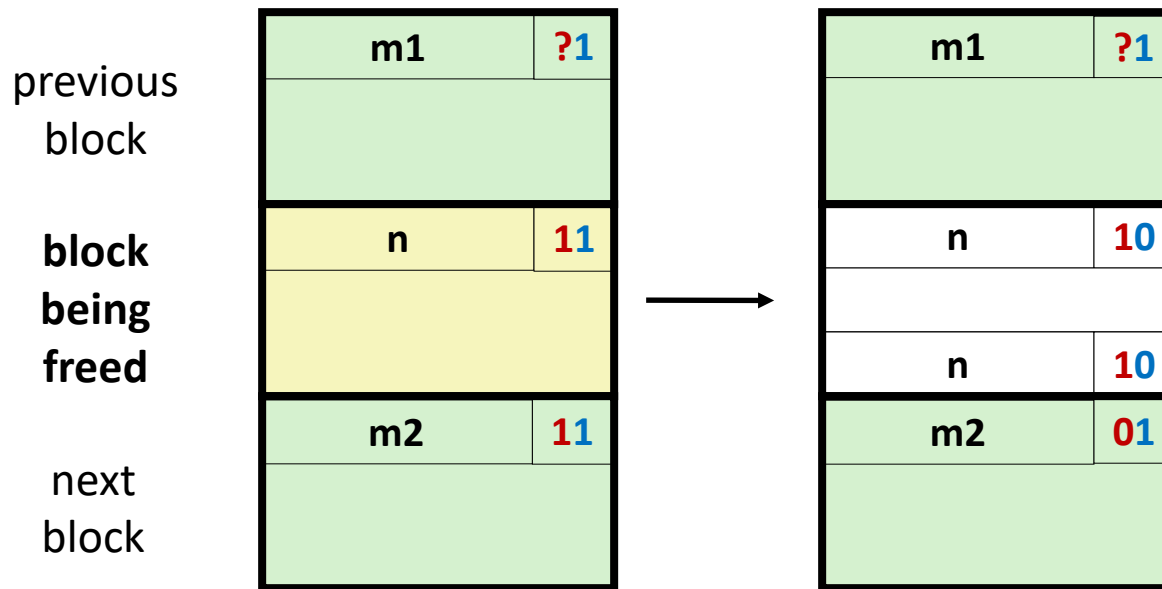 m1 ?1 m1 ?1
previous
block
n 11 n 10
block
being
freed
n 10
m2 11 m2 01
next
block